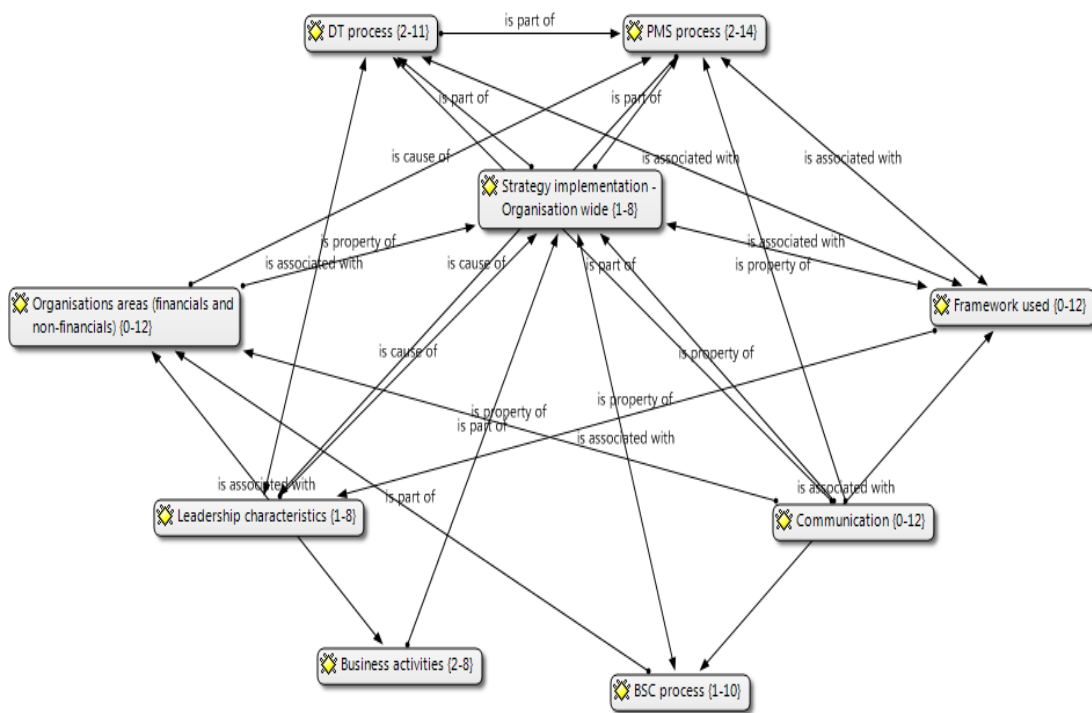 is part of
DT process {2-11}
PMS process {2-14}
is part of
is part of
is cause of
is associated with
is associated with
Strategy implementation -
Organisation wide {1-8}
is property of
is associated with
is associated with
is cause of
is part of
is property of
Organisations areas (financials and
non-financials) {0-12}
Framework used {0-12}
is cause of
is property of
is property of
is property of
is part of
is associated with
is associated with
is associated with
is part of
Leadership characteristics {1-8}
Communication {0-12}
Business activities {2-8}
BSC process {1-10}